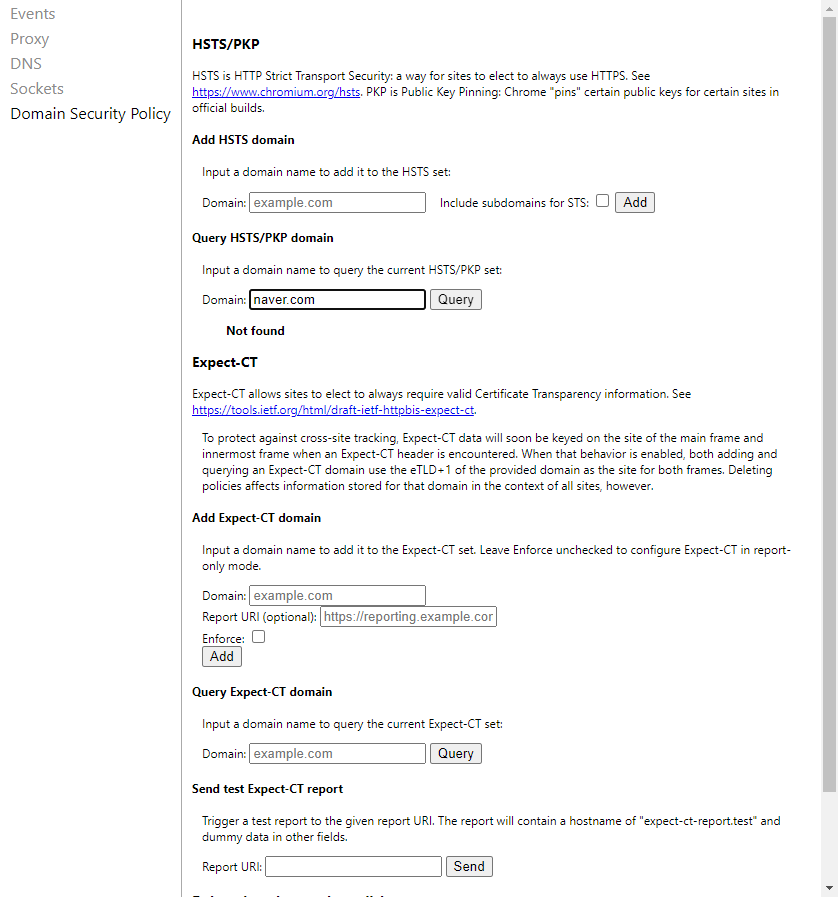 Events
Proxy
DNS
Sockets
Domain Security Policy
HSTS/PKP
HSTS is HTTP Strict Transport Security: a way for sites to elect to always use HTTPS. See
https://www.chromium.org/hsts. PKP is Public Key Pinning: Chrome "pins" certain public keys for certain sites in
official builds.
Add HSTS domain
Input a domain name to add it to the HSTS set:
Domain: example.com Include subdomains for STS: Add
Query HSTS/PKP domain
Input a domain name to query the current HSTS/PKP set:
Domain: naver.com Query
Not found
Expect-CT
Expect-CT allows sites to elect to always require valid Certificate Transparency information. See
https://tools.ietf.org/html/draft-ietf-httpbis-expect-ct.
To protect against cross-site tracking, Expect-CT data will soon be keyed on the site of the main frame and
innermost frame when an Expect-CT header is encountered. When that behavior is enabled, both adding and
querying an Expect-CT domain use the eTLD+1 of the provided domain as the site for both frames. Deleting
policies affects information stored for that domain in the context of all sites, however.
Add Expect-CT domain
Input a domain name to add it to the Expect-CT set. Leave Enforce unchecked to configure Expect-CT in report-
only mode.
Domain: example.com
Report URI (optional): https://reporting.example.cor
Enforce:
Add
Query Expect-CT domain
Input a domain name to query the current Expect-CT set:
Domain: example.com Query
Send test Expect-CT report
Trigger a test report to the given report URI. The report will contain a hostname of "expect-ct-report.test" and
dummy data in other fields.
Report URI: Send